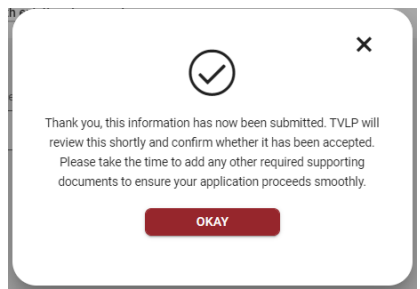 Thank you, this information has now been submitted. TVLP will
review this shortly and confirm whether it has been accepted.
Please take the time to add any other required supporting
documents to ensure your application proceeds smoothly.
OKAY